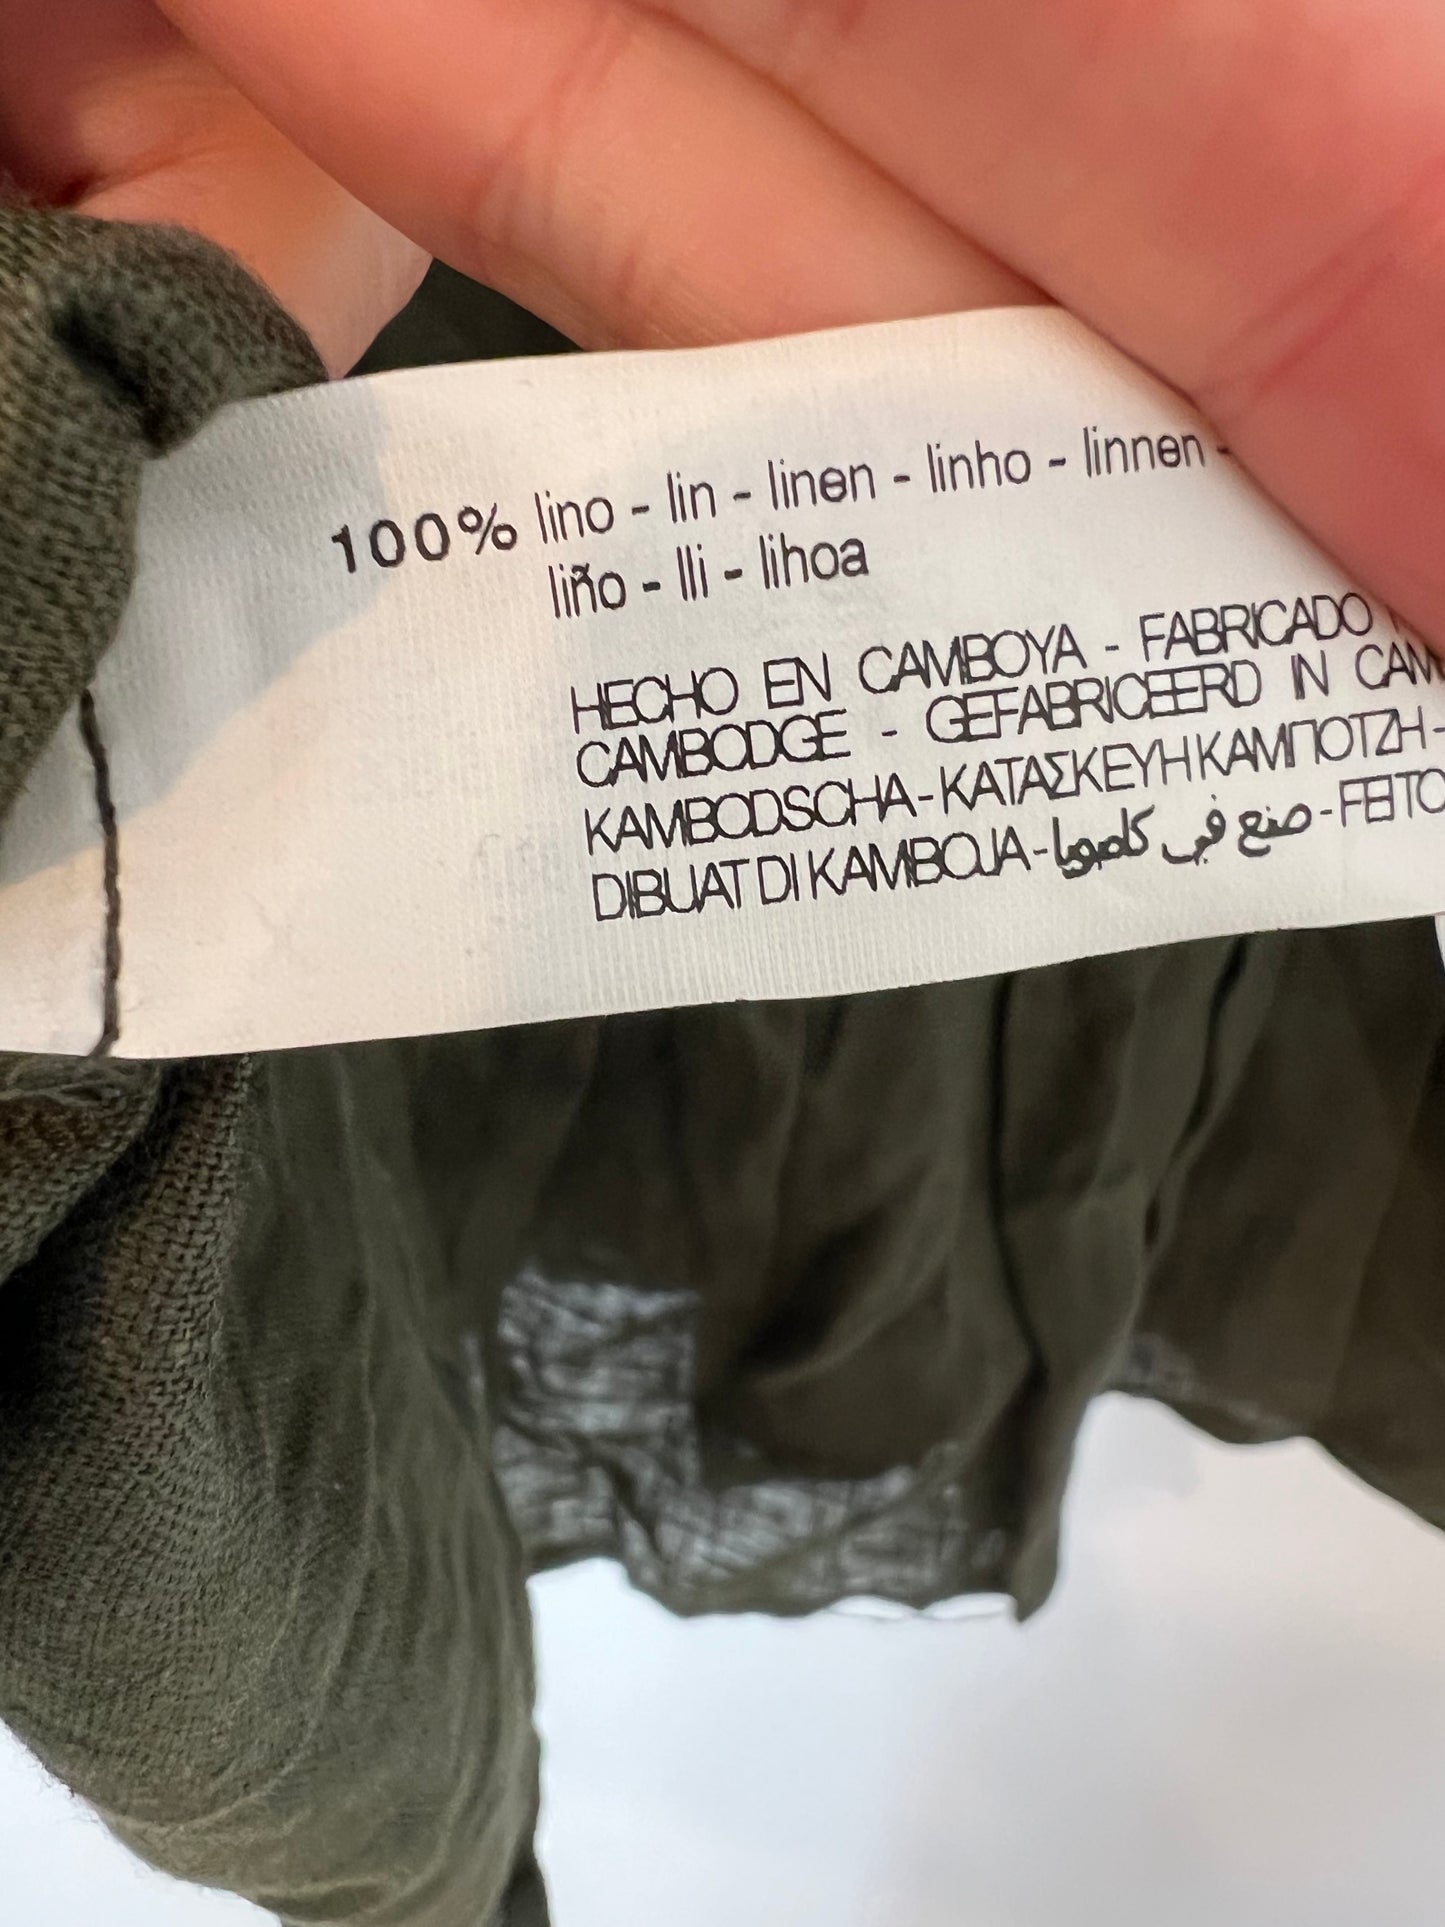 100% lino - lin - linen - linho - linnen -
liño - lli - lihoa
HECHO EN CAMBOYA - FABRICADO
CAMBODGE - GEFABRICEERD IN
KAMBODSCHA-ΚΑΤΑΣΚΕΥΗ ΚΑΜΠΟΤΖΗ-
DIBUAT DI KAMBOJA-صنع في كامبوديا-FEITO